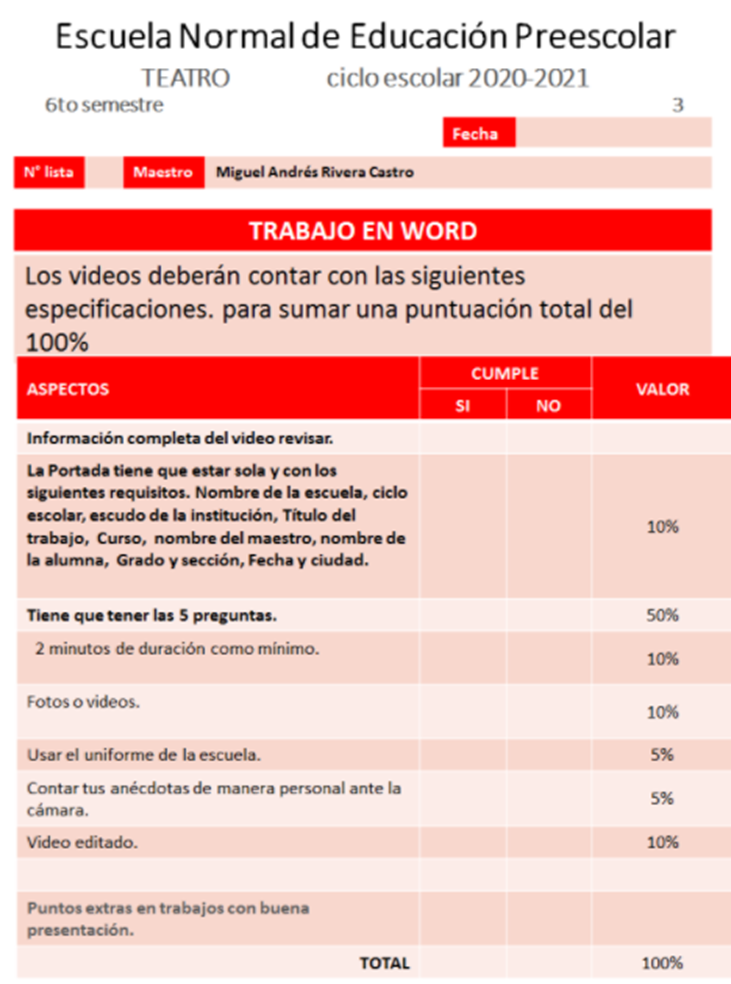 Escuela Normal de Educación Preescolar
TEATRO ciclo escolar 2020-2021
6to semestre 3
Fecha
N° lista Maestro Miguel Andrés Rivera Castro
TRABAJO EN WORD
Los videos deberán contar con las siguientes
especificaciones. para sumar una puntuación total del
100%
ASPECTOS CUMPLE VALOR
SI NO
Información completa del video revisar.
La Portada tiene que estar sola y con los
siguientes requisitos. Nombre de la escuela, ciclo
escolar, escudo de la institución, Título del
trabajo, Curso, nombre del maestro, nombre de
la alumna, Grado y sección, Fecha y ciudad.
10%
Tiene que tener las 5 preguntas. 50%
2 minutos de duración como mínimo. 10%
Fotos o videos. 10%
Usar el uniforme de la escuela. 5%
Contar tus anécdotas de manera personal ante la
cámara.
5%
Video editado. 10%
Puntos extras en trabajos con buena
presentación.
TOTAL 100%